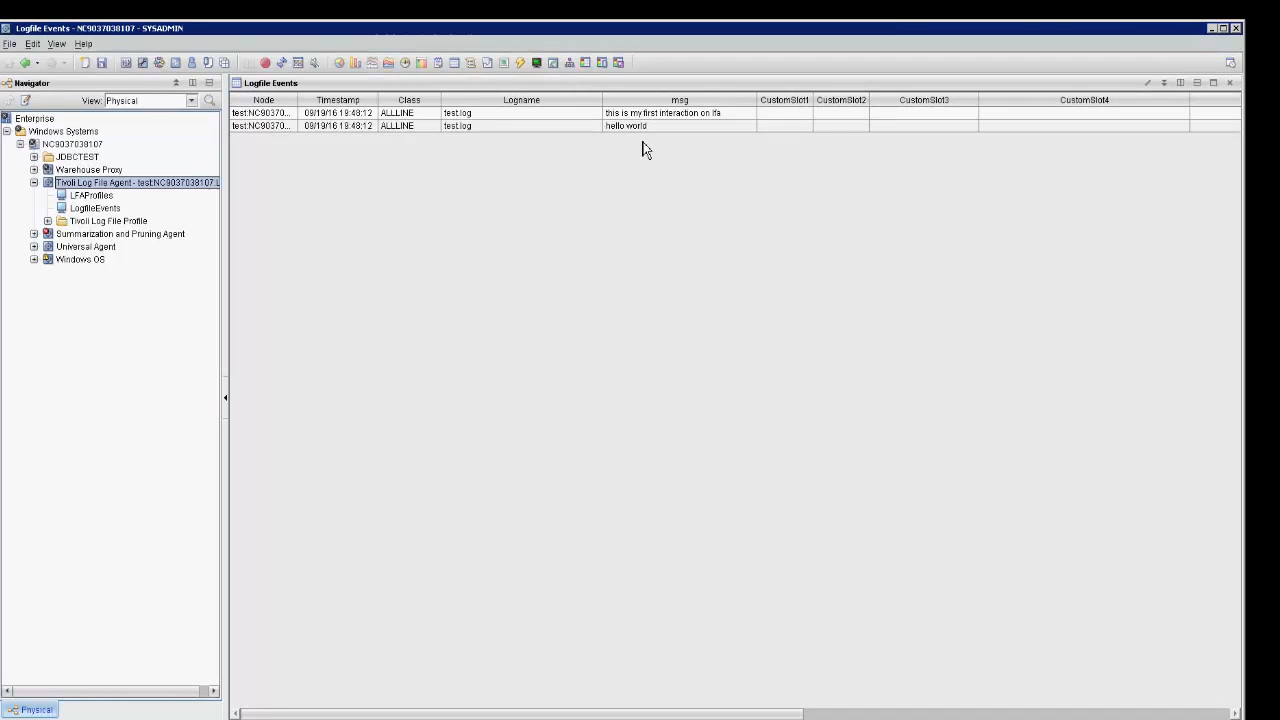 Logfile Events - NC9037038107 - SYSADMIN
File Edit View Help
Navigator
View: Physical
Enterprise
Windows Systems
NC9037038107
JDBCTEST
Warehouse Proxy
Tivoli Log File Agent - test:NC9037038107:L
LFAProfiles
LogfileEvents
Tivoli Log File Profile
Summarization and Pruning Agent
Universal Agent
Windows OS
Physical
Logfile Events
Node Timestamp Class Logname msg CustomSlot1 CustomSlot2 CustomSlot3 CustomSlot4
test:NC90370... 09/19/16 19:48:12 ALLLINE test.log this is my first interaction on lfa
test:NC90370... 09/19/16 19:48:12 ALLLINE test.log hello world